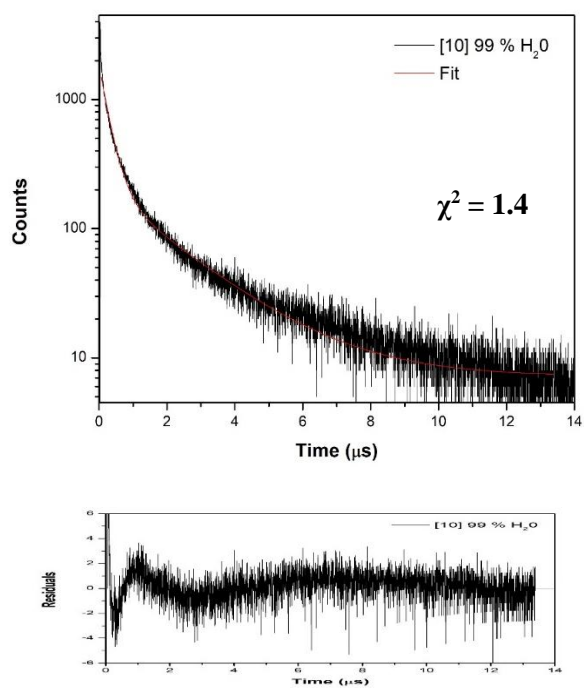 [10] 99 % H₂0
Fit
χ² = 1.4
Counts
1000
100
10
0 2 4 6 8 10 12 14
Time (μs)
[10] 99 % H₂O
Residuals
6
4
2
0
-2
-4
-6
0 2 4 6 8 10 12 14
Time (μs)